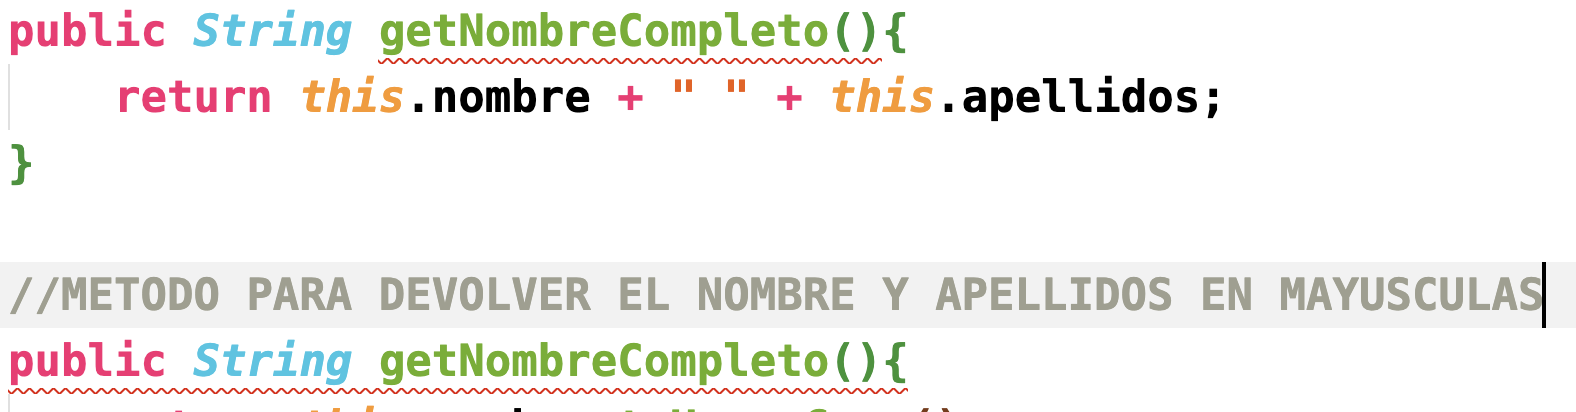 public String getNombreCompleto(){
return this.nombre + " " + this.apellidos;
}
//METODO PARA DEVOLVER EL NOMBRE Y APELLIDOS EN MAYUSCULAS
public String getNombreCompleto(){